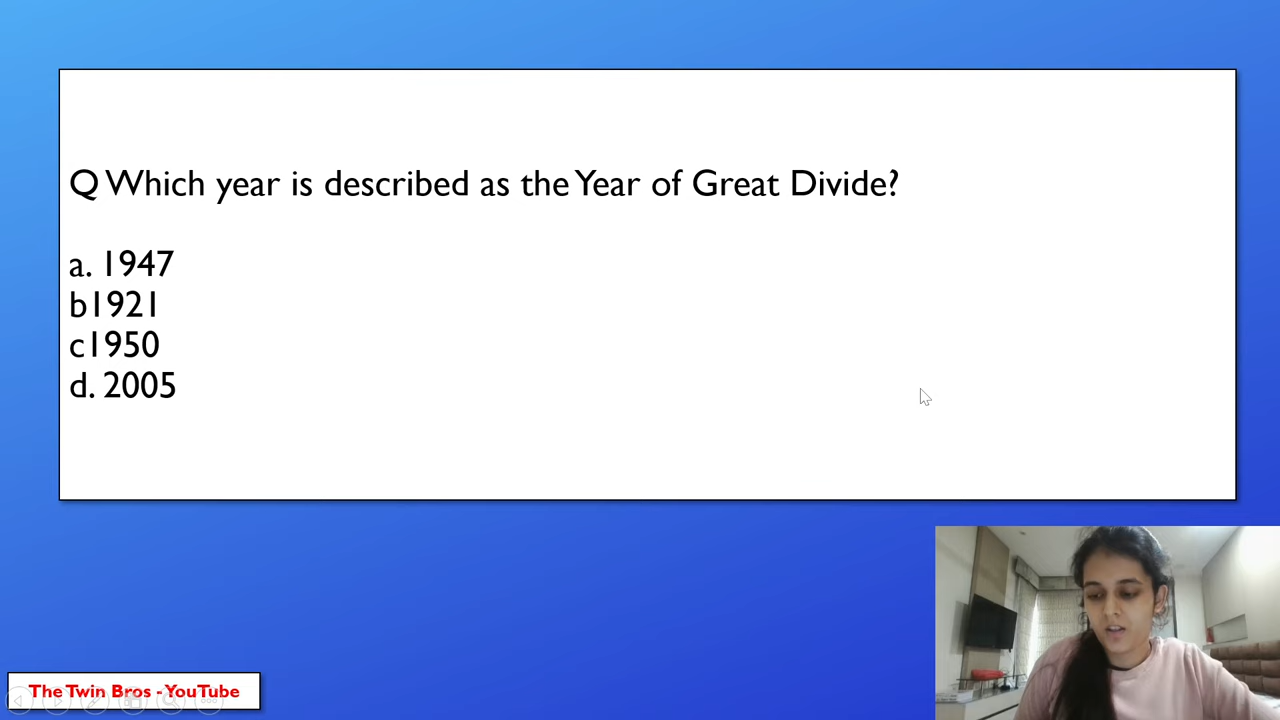 Q Which year is described as the Year of Great Divide?
a. 1947
b1921
c1950
d. 2005
The Twin Bros - YouTube